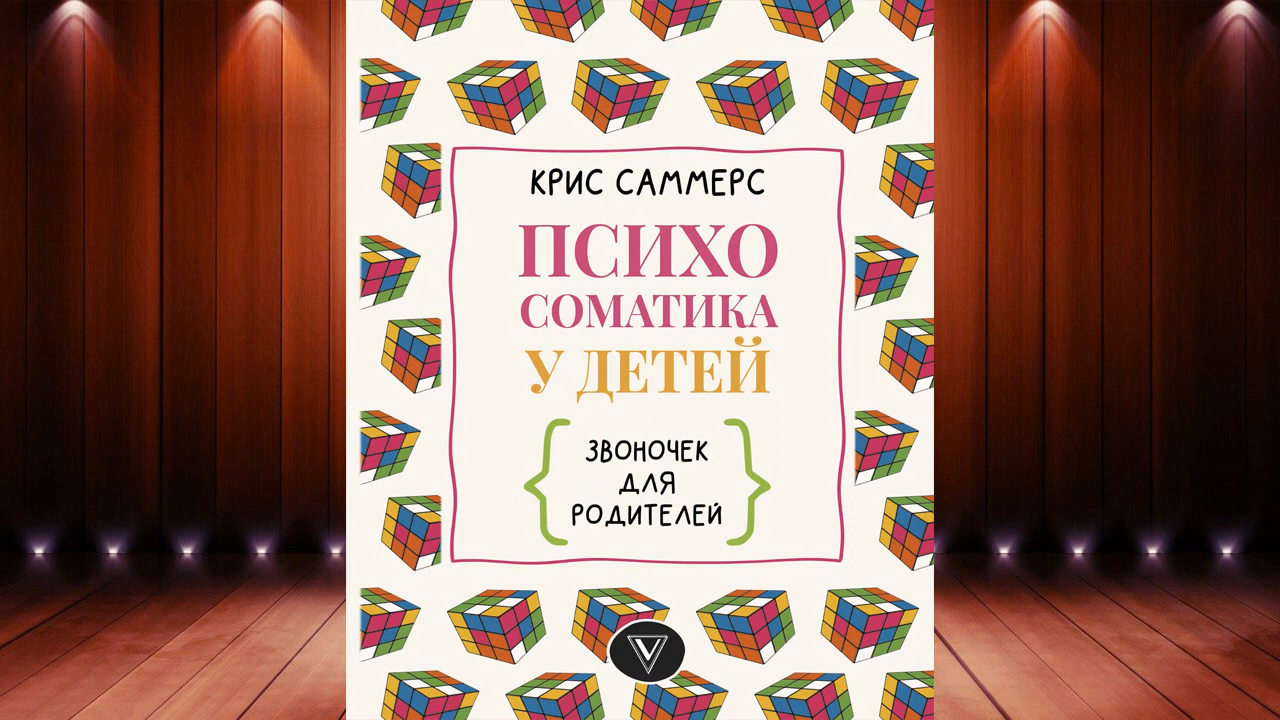 КРИС САММЕРС
ПСИХО
СОМАТИКА
У ДЕТЕЙ
ЗВОНОЧЕК
ДЛЯ
РОДИТЕЛЕЙ